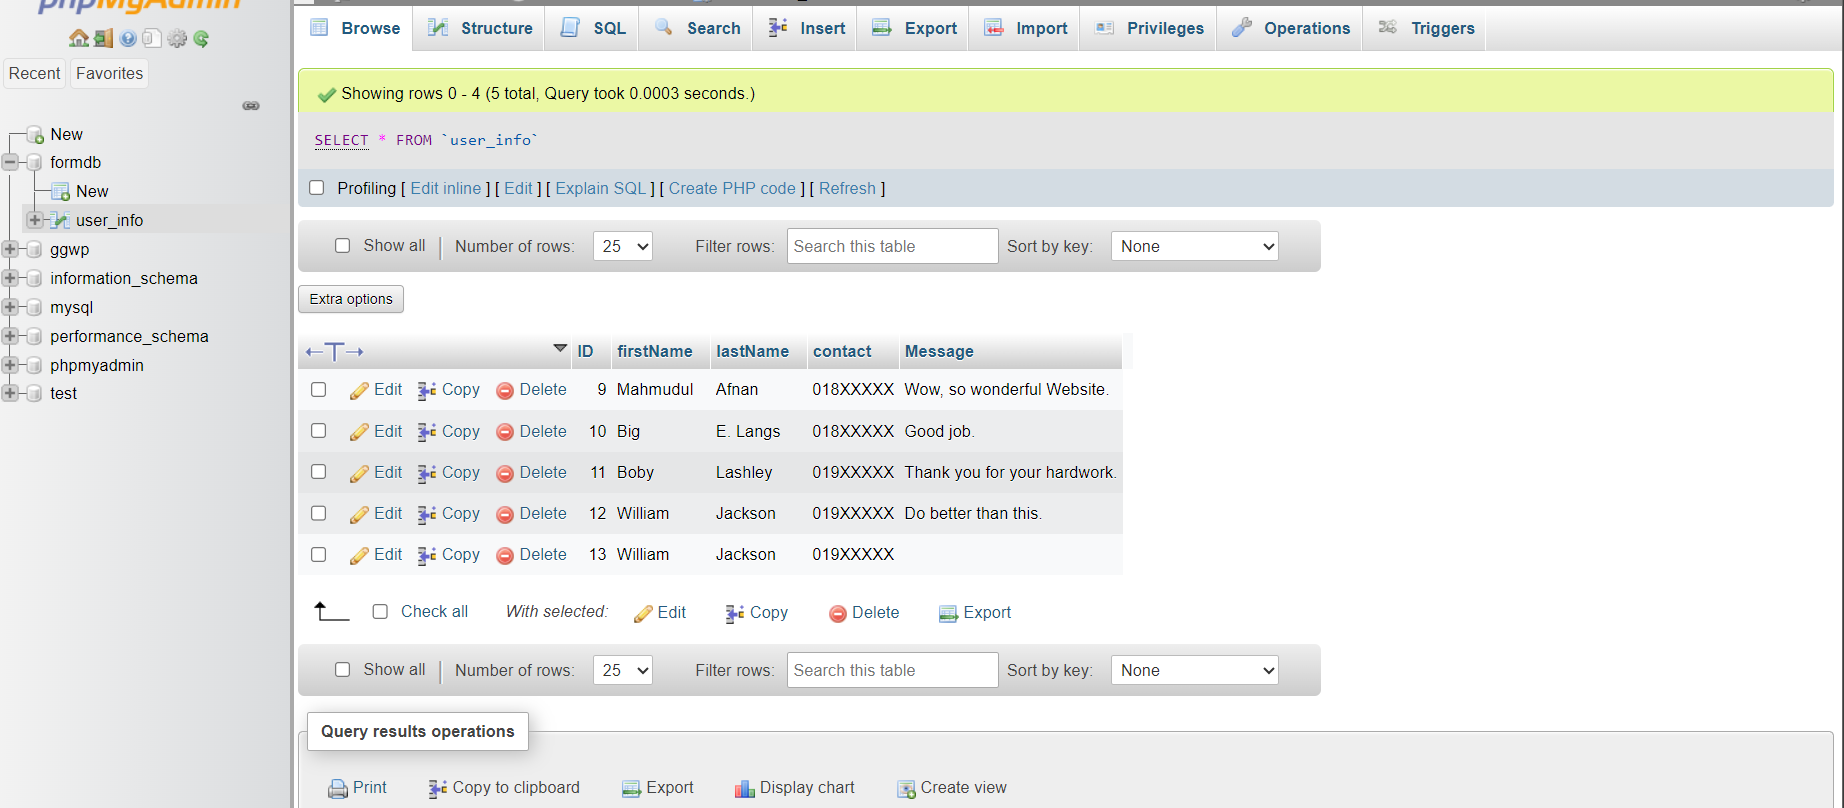 phpMyAdmin
Recent Favorites
New
formdb
New
user_info
ggwp
information_schema
mysql
performance_schema
phpmyadmin
test
Browse Structure SQL Search Insert Export Import Privileges Operations Triggers
Showing rows 0 - 4 (5 total, Query took 0.0003 seconds.)
SELECT * FROM `user_info`
Profiling [ Edit inline ] [ Edit ] [ Explain SQL ] [ Create PHP code ] [ Refresh ]
Show all Number of rows: 25 Filter rows: Search this table Sort by key: None
Extra options
ID firstName lastName contact Message
Edit Copy Delete 9 Mahmudul Afnan 018XXXXX Wow, so wonderful Website.
Edit Copy Delete 10 Big E. Langs 018XXXXX Good job.
Edit Copy Delete 11 Boby Lashley 019XXXXX Thank you for your hardwork.
Edit Copy Delete 12 William Jackson 019XXXXX Do better than this.
Edit Copy Delete 13 William Jackson 019XXXXX
Check all With selected: Edit Copy Delete Export
Show all Number of rows: 25 Filter rows: Search this table Sort by key: None
Query results operations
Print Copy to clipboard Export Display chart Create view